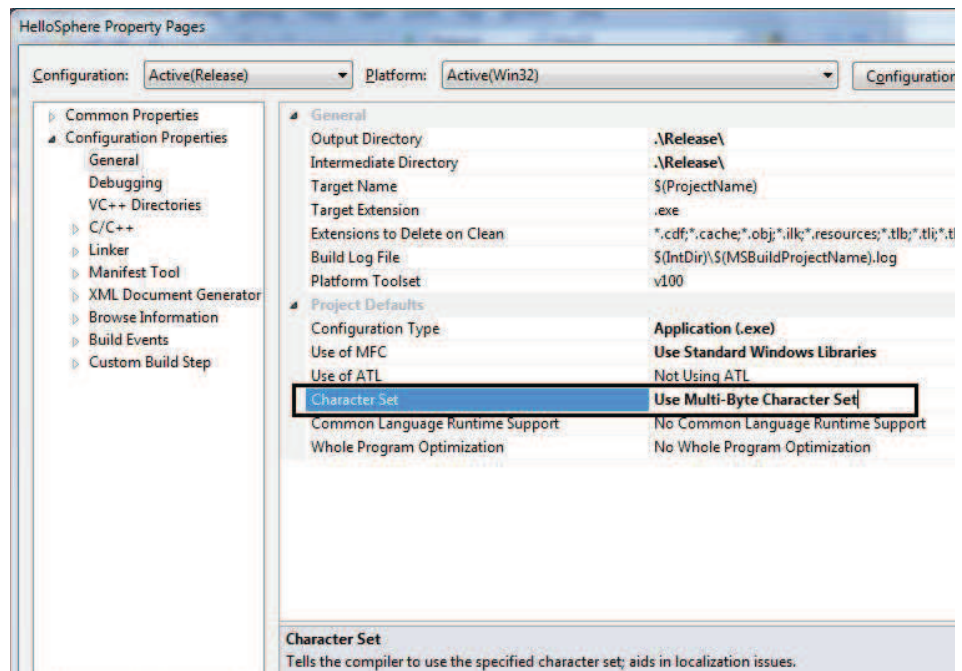 HelloSphere Property Pages
Configuration: Active(Release) Platform: Active(Win32) Configuration
Common Properties
Configuration Properties
General
Debugging
VC++ Directories
C/C++
Linker
Manifest Tool
XML Document Generator
Browse Information
Build Events
Custom Build Step
General
Output Directory .\Release\
Intermediate Directory .\Release\
Target Name $(ProjectName)
Target Extension .exe
Extensions to Delete on Clean *.cdf;*.cache;*.obj;*.ilk;*.resources;*.tlb;*.tli;*.tl
Build Log File $(IntDir)\$(MSBuildProjectName).log
Platform Toolset v100
Project Defaults
Configuration Type Application (.exe)
Use of MFC Use Standard Windows Libraries
Use of ATL Not Using ATL
Character Set Use Multi-Byte Character Set
Common Language Runtime Support No Common Language Runtime Support
Whole Program Optimization No Whole Program Optimization
Character Set
Tells the compiler to use the specified character set; aids in localization issues.